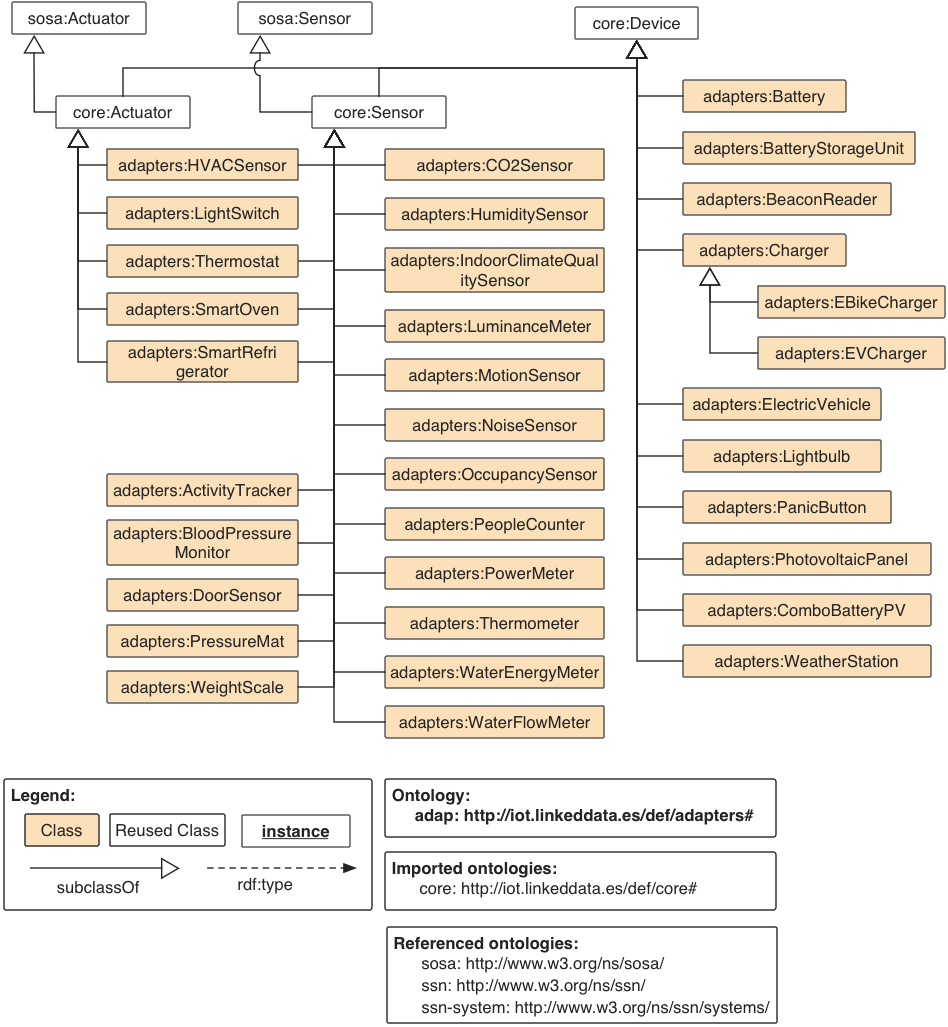 sosa:Actuator
sosa:Sensor
core:Device
core:Actuator
core:Sensor
adapters:HVACSensor
adapters:LightSwitch
adapters:Thermostat
adapters:SmartOven
adapters:SmartRefri
gerator
adapters:ActivityTracker
adapters:BloodPressure
Monitor
adapters:DoorSensor
adapters:PressureMat
adapters:WeightScale
adapters:CO2Sensor
adapters:HumiditySensor
adapters:IndoorClimateQual
itySensor
adapters:LuminanceMeter
adapters:MotionSensor
adapters:NoiseSensor
adapters:OccupancySensor
adapters:PeopleCounter
adapters:PowerMeter
adapters:Thermometer
adapters:WaterEnergyMeter
adapters:WaterFlowMeter
adapters:Battery
adapters:BatteryStorageUnit
adapters:BeaconReader
adapters:Charger
adapters:EBikeCharger
adapters:EVCharger
adapters:ElectricVehicle
adapters:Lightbulb
adapters:PanicButton
adapters:PhotovoltaicPanel
adapters:ComboBatteryPV
adapters:WeatherStation
Legend:
Class
Reused Class
instance
subclassOf
rdf:type
Ontology:
adap: http://iot.linkeddata.es/def/adapters#
Imported ontologies:
core: http://iot.linkeddata.es/def/core#
Referenced ontologies:
sosa: http://www.w3.org/ns/sosa/
ssn: http://www.w3.org/ns/ssn/
ssn-system: http://www.w3.org/ns/ssn/systems/